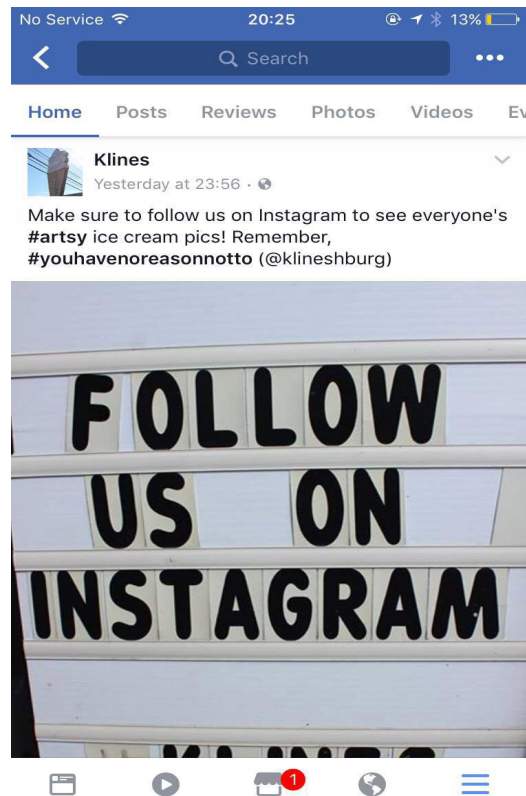 No Service 20:25 13%
Search
Home Posts Reviews Photos Videos Ev
Klines
Yesterday at 23:56 ·
Make sure to follow us on Instagram to see everyone's
#artsy ice cream pics! Remember,
#youhavenoreasonnotto (@klineshburg)
FOLLOW
US ON
INSTAGRAM
1